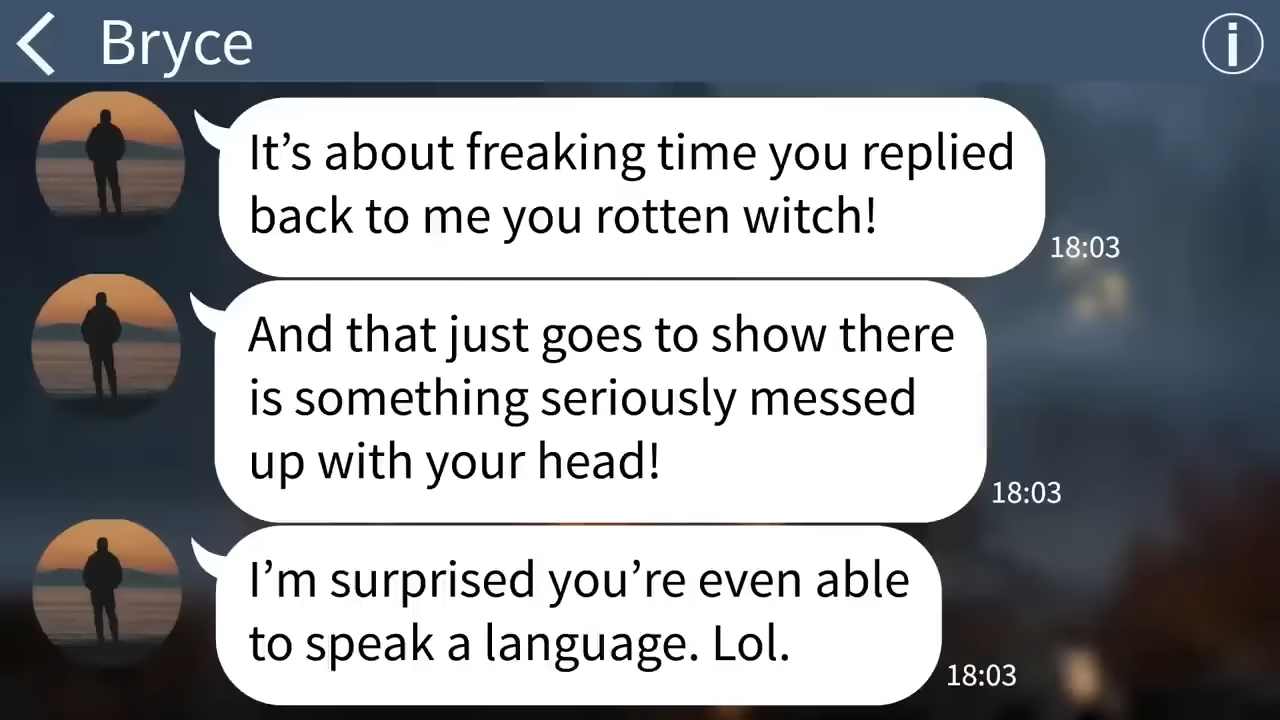 Bryce
It’s about freaking time you replied
back to me you rotten witch!
18:03
And that just goes to show there
is something seriously messed
up with your head!
18:03
I’m surprised you’re even able
to speak a language. Lol.
18:03